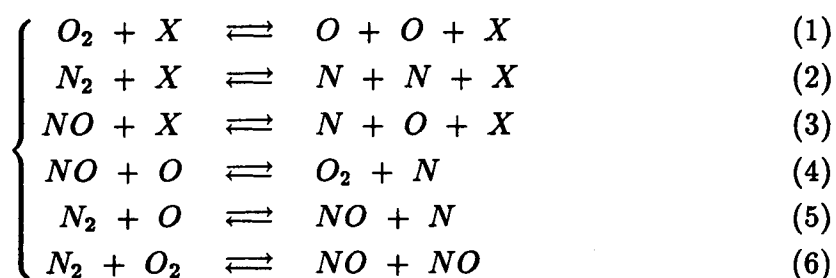 O₂ + X ⇌ O + O + X (1)
N₂ + X ⇌ N + N + X (2)
NO + X ⇌ N + O + X (3)
NO + O ⇌ O₂ + N (4)
N₂ + O ⇌ NO + N (5)
N₂ + O₂ ⇌ NO + NO (6)